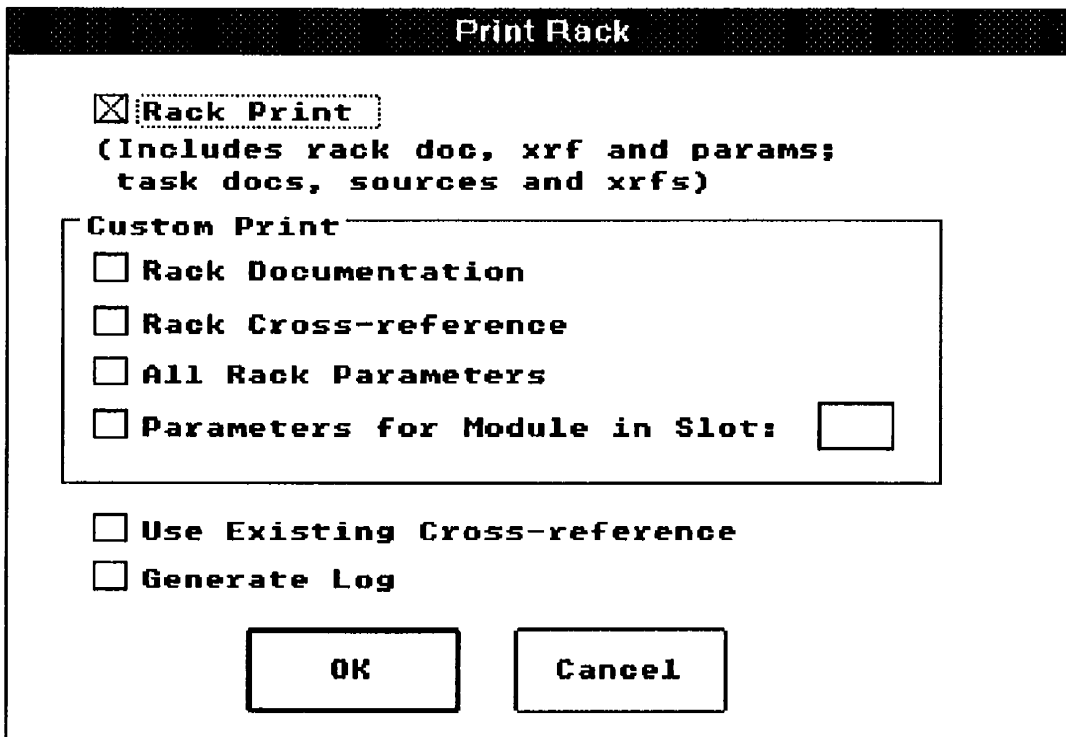 Print Rack
Rack Print
(Includes rack doc, xrf and params;
task docs, sources and xrfs)
Custom Print
Rack Documentation
Rack Cross-reference
All Rack Parameters
Parameters for Module in Slot:
Use Existing Cross-reference
Generate Log
OK
Cancel